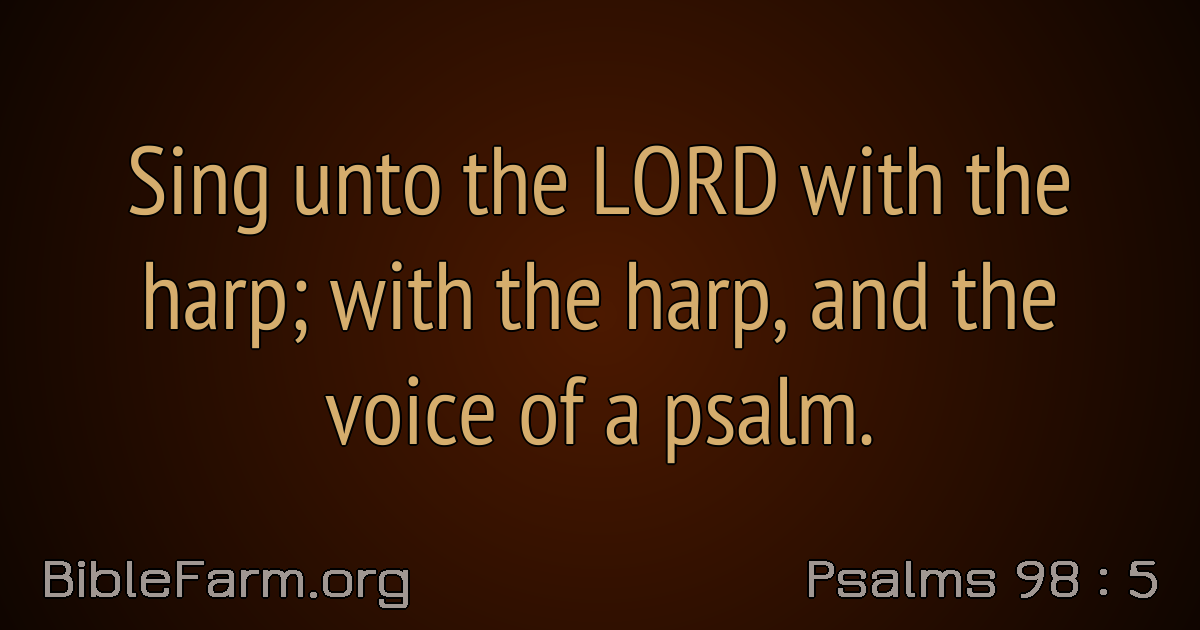 Sing unto the LORD with the
harp; with the harp, and the
voice of a psalm.
BibleFarm.org
Psalms 98 : 5